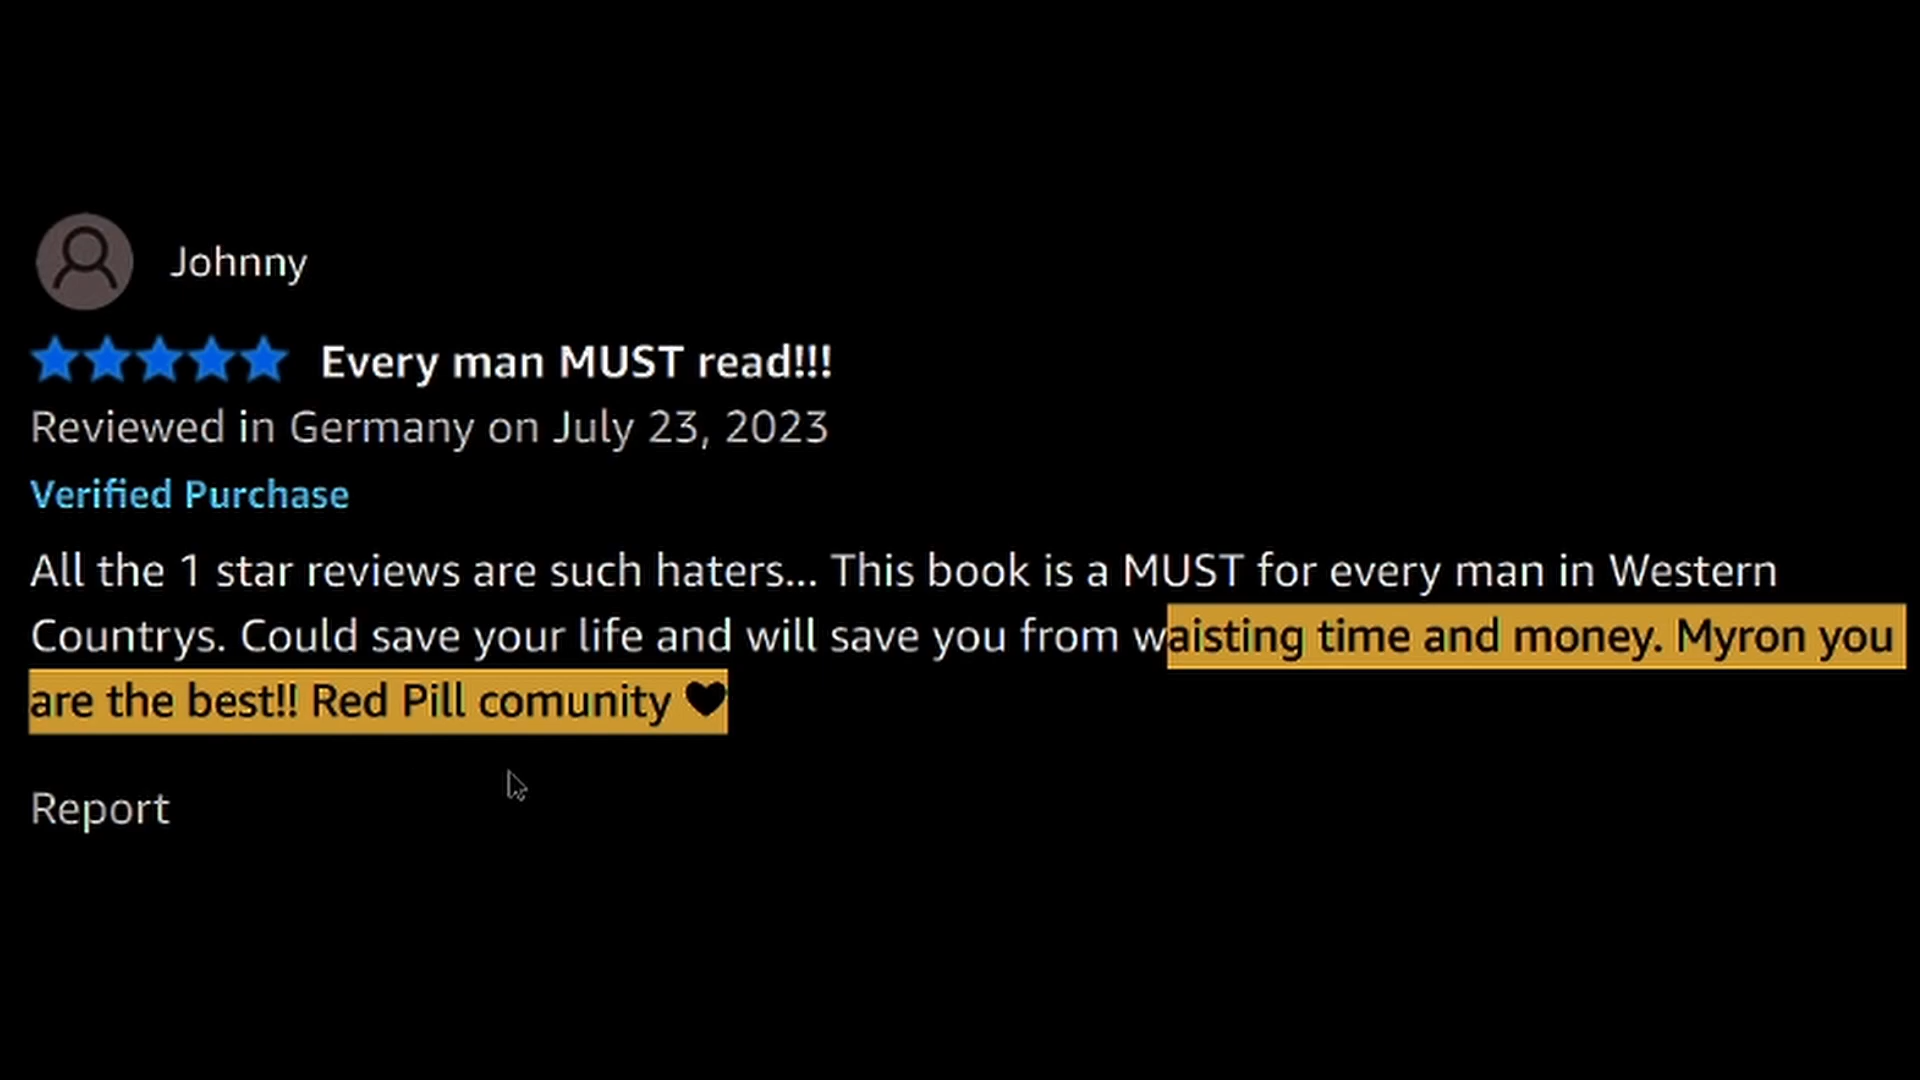 Johnny
Every man MUST read!!!
Reviewed in Germany on July 23, 2023
Verified Purchase
All the 1 star reviews are such haters... This book is a MUST for every man in Western
Countrys. Could save your life and will save you from waisting time and money. Myron you
are the best!! Red Pill comunity ♥
Report